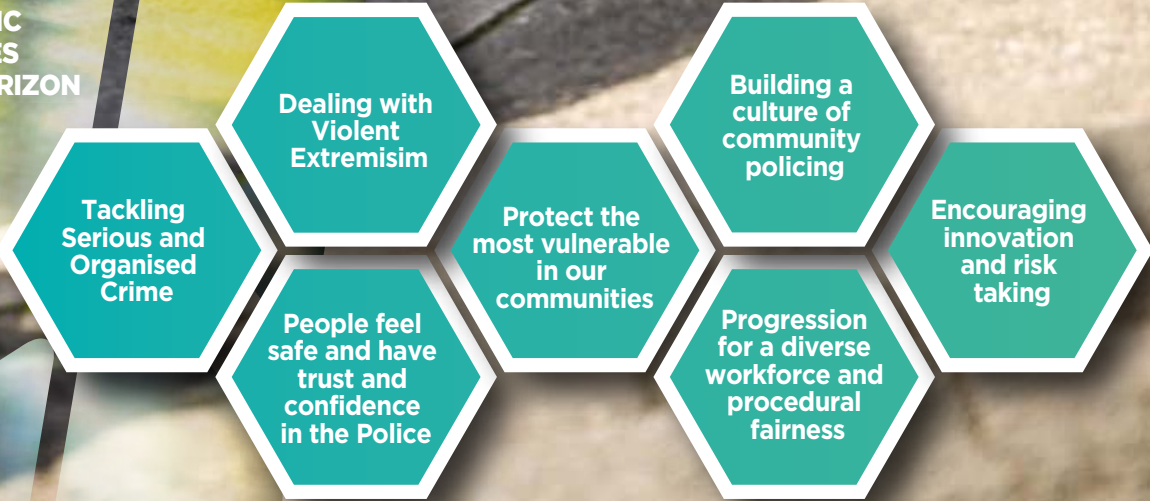 IC
ES
RIZON
Dealing with
Violent
Extremisim
Building a
culture of
community
policing
Tackling
Serious and
Organised
Crime
Protect the
most vulnerable
in our
communities
Encouraging
innovation
and risk
taking
People feel
safe and have
trust and
confidence
in the Police
Progression
for a diverse
workforce and
procedural
fairness